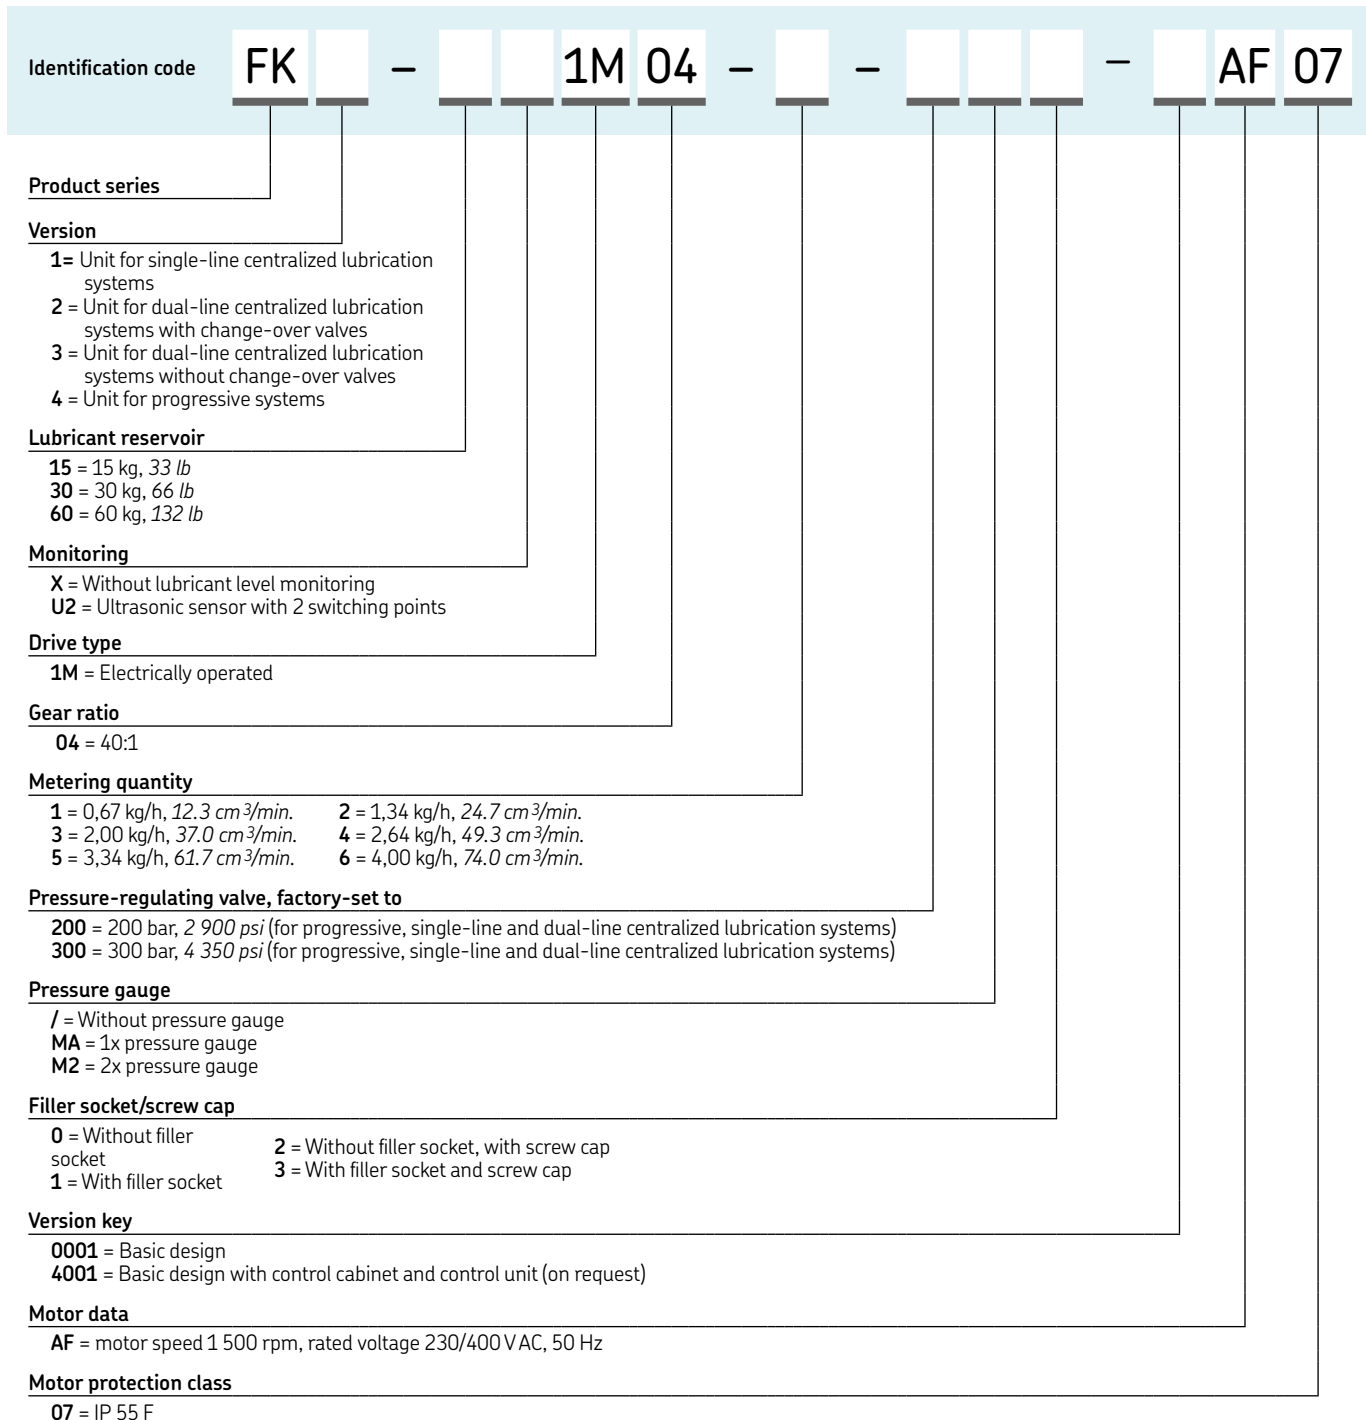 Identification code FK – 1M 04 – – – AF 07
Product series
Version
1= Unit for single-line centralized lubrication
systems
2 = Unit for dual-line centralized lubrication
systems with change-over valves
3 = Unit for dual-line centralized lubrication
systems without change-over valves
4 = Unit for progressive systems
Lubricant reservoir
15 = 15 kg, 33 lb
30 = 30 kg, 66 lb
60 = 60 kg, 132 lb
Monitoring
X = Without lubricant level monitoring
U2 = Ultrasonic sensor with 2 switching points
Drive type
1M = Electrically operated
Gear ratio
04 = 40:1
Metering quantity
1 = 0,67 kg/h, 12.3 cm³/min. 2 = 1,34 kg/h, 24.7 cm³/min.
3 = 2,00 kg/h, 37.0 cm³/min. 4 = 2,64 kg/h, 49.3 cm³/min.
5 = 3,34 kg/h, 61.7 cm³/min. 6 = 4,00 kg/h, 74.0 cm³/min.
Pressure-regulating valve, factory-set to
200 = 200 bar, 2 900 psi (for progressive, single-line and dual-line centralized lubrication systems)
300 = 300 bar, 4 350 psi (for progressive, single-line and dual-line centralized lubrication systems)
Pressure gauge
/ = Without pressure gauge
MA = 1x pressure gauge
M2 = 2x pressure gauge
Filler socket/screw cap
0 = Without filler
socket
1 = With filler socket
2 = Without filler socket, with screw cap
3 = With filler socket and screw cap
Version key
0001 = Basic design
4001 = Basic design with control cabinet and control unit (on request)
Motor data
AF = motor speed 1 500 rpm, rated voltage 230/400 V AC, 50 Hz
Motor protection class
07 = IP 55 F